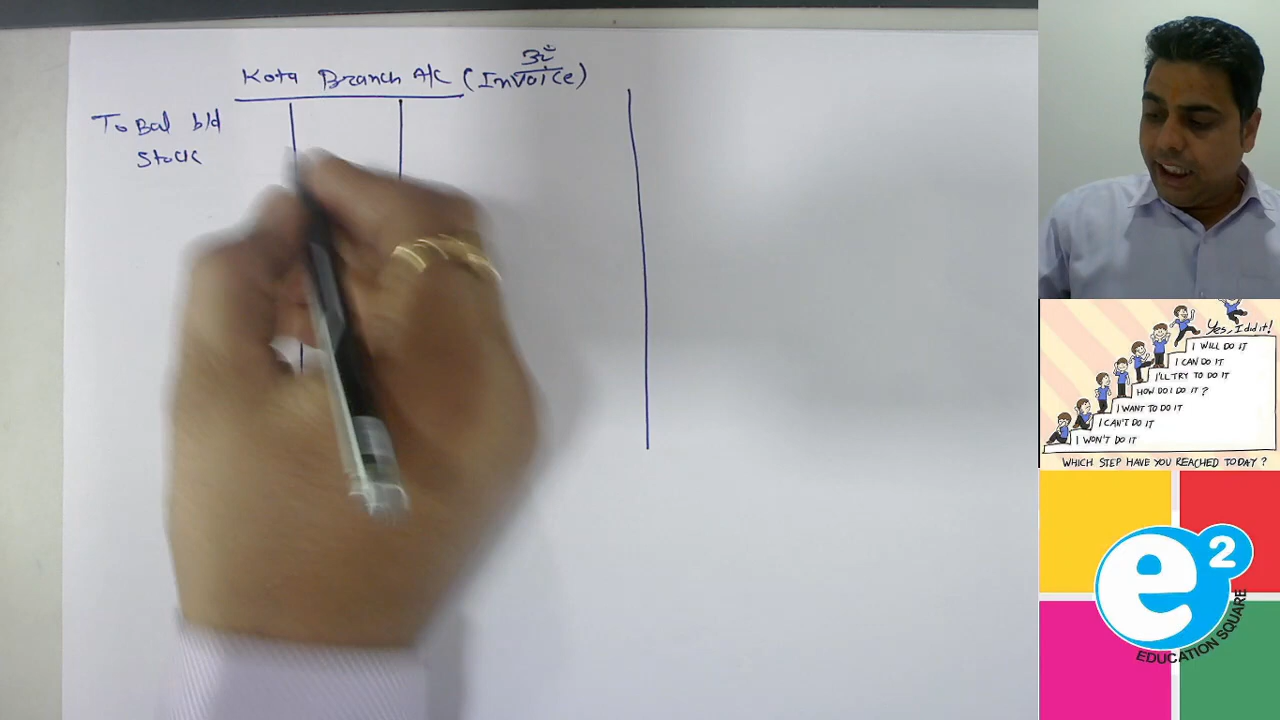 Kota Branch A/c (Invoice)
To Bal b/d
Stock
Yes, I did it!
I WILL DO IT
I CAN DO IT
I'LL TRY TO DO IT
HOW DO I DO IT?
I WANT TO DO IT
I CAN'T DO IT
I WON'T DO IT
WHICH STEP HAVE YOU REACHED TODAY?
e2
EDUCATION SQUARE